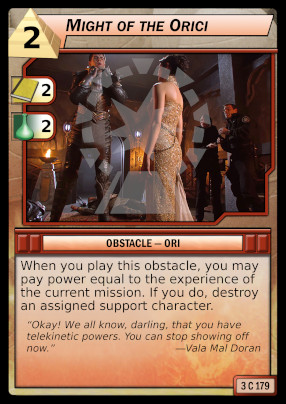 2
MIGHT OF THE ORICI
2
2
OBSTACLE – ORI
When you play this obstacle, you may
pay power equal to the experience of
the current mission. If you do, destroy
an assigned support character.
“Okay! We all know, darling, that you have
telekinetic powers. You can stop showing off
now.” —Vala Mal Doran
3 C 179